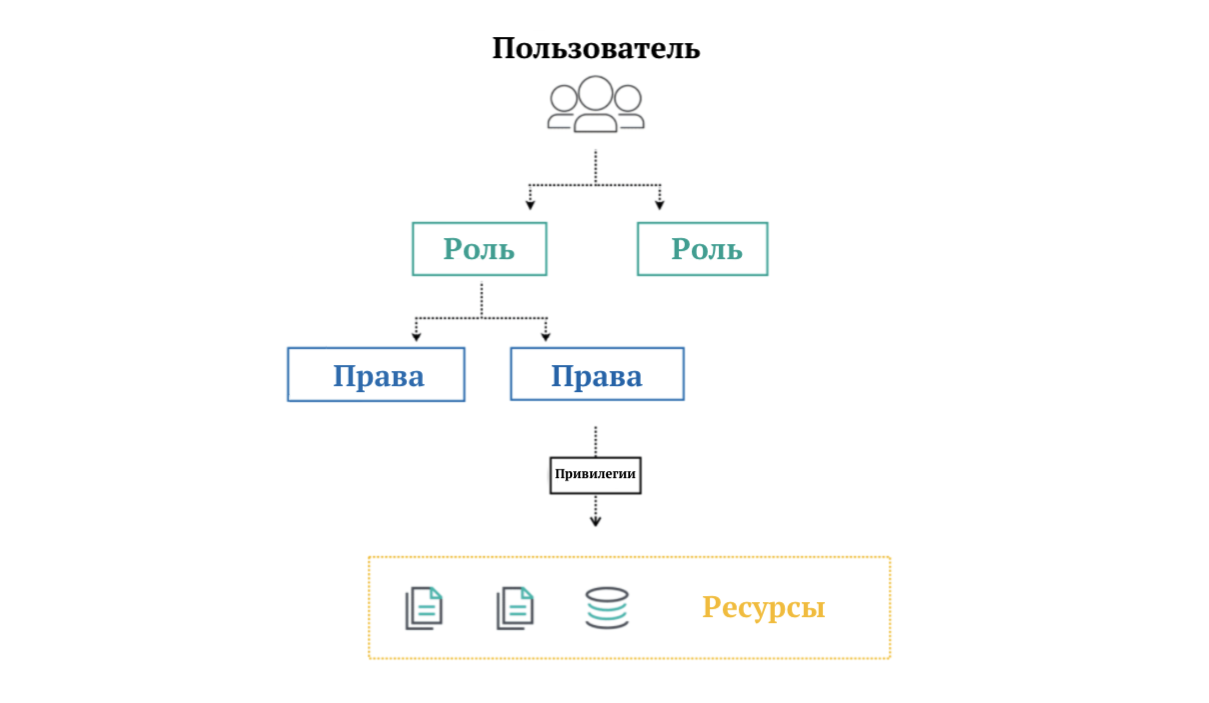 Пользователь
Роль
Роль
Права
Права
Привилегии
Ресурсы